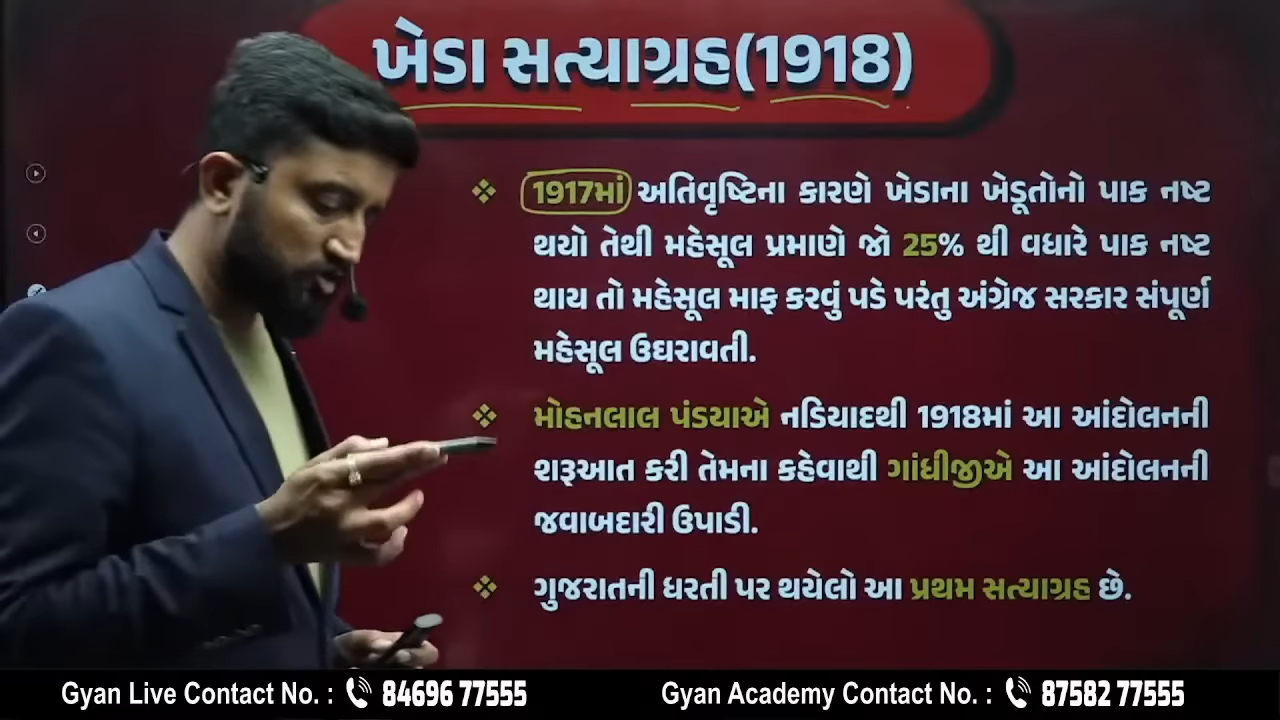 ખેડા સત્યાગ્રહ(1918)
❖ 1917માં અતિવૃષ્ટિના કારણે ખેડાના ખેડૂતોનો પાક નષ્ટ
થયો તેથી મહેસૂલ પ્રમાણે જો 25% થી વધારે પાક નષ્ટ
થાય તો મહેસૂલ માફ કરવું પડે પરંતુ અંગ્રેજ સરકાર સંપૂર્ણ
મહેસૂલ ઉઘરાવતી.
❖ મોહનલાલ પંડયાએ નડિયાદથી 1918માં આ આંદોલનની
શરૂઆત કરી તેમના કહેવાથી ગાંધીજીએ આ આંદોલનની
જવાબદારી ઉપાડી.
❖ ગુજરાતની ધરતી પર થયેલો આ પ્રથમ સત્યાગ્રહ છે.
Gyan Live Contact No. : 84696 77555
Gyan Academy Contact No. : 87582 77555